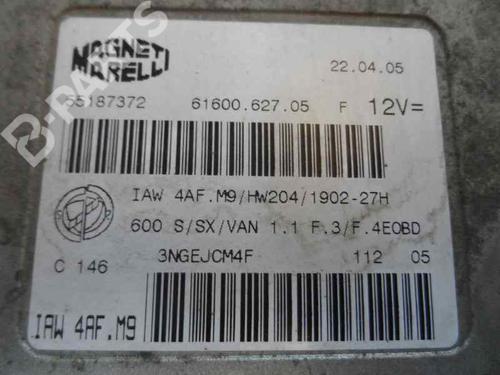 MAGNETI
MARELLI
22.04.05
55187372
61600.627.05 F 12V=
IAW 4AF.M9/HW204/1902-27H
600 S/SX/VAN 1.1 F.3/F.4EOBD
C 146
3NGEJCM4F
112 05
IAW 4AF.M9
B-PARTS